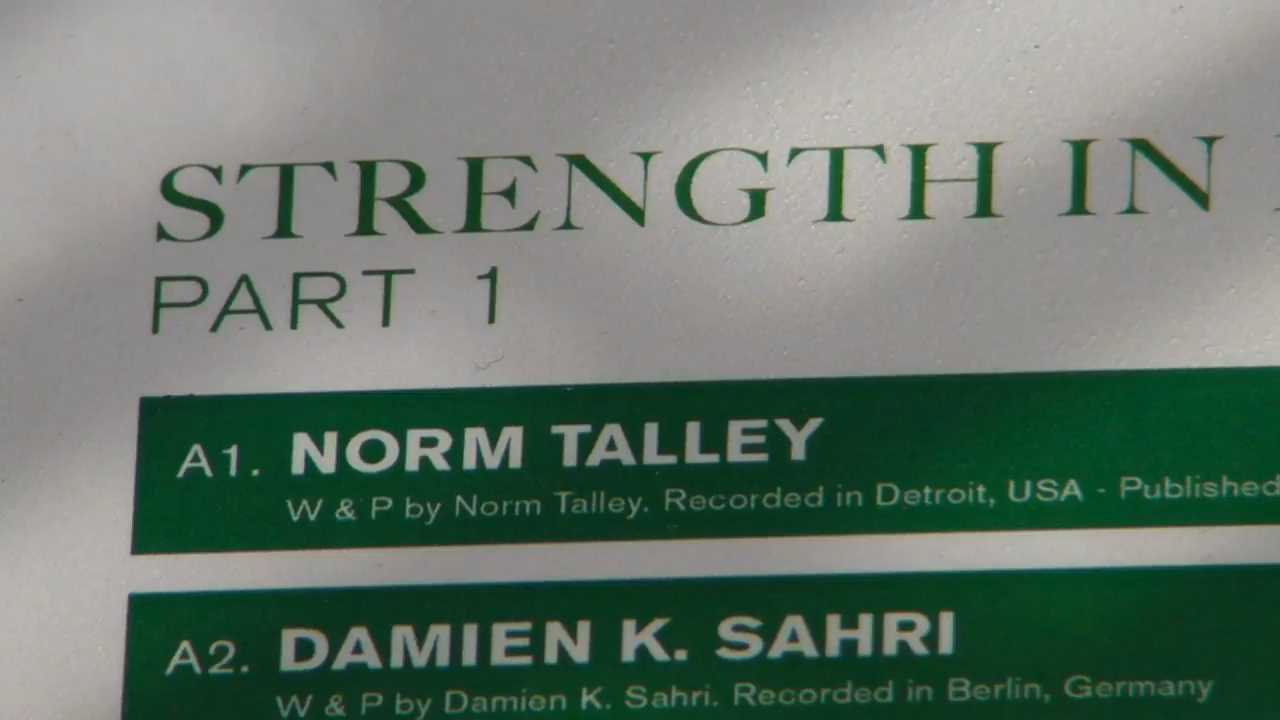 STRENGTH IN
PART 1
A1. NORM TALLEY
W & P by Norm Talley. Recorded in Detroit, USA - Published
A2. DAMIEN K. SAHRI
W & P by Damien K. Sahri. Recorded in Berlin, Germany